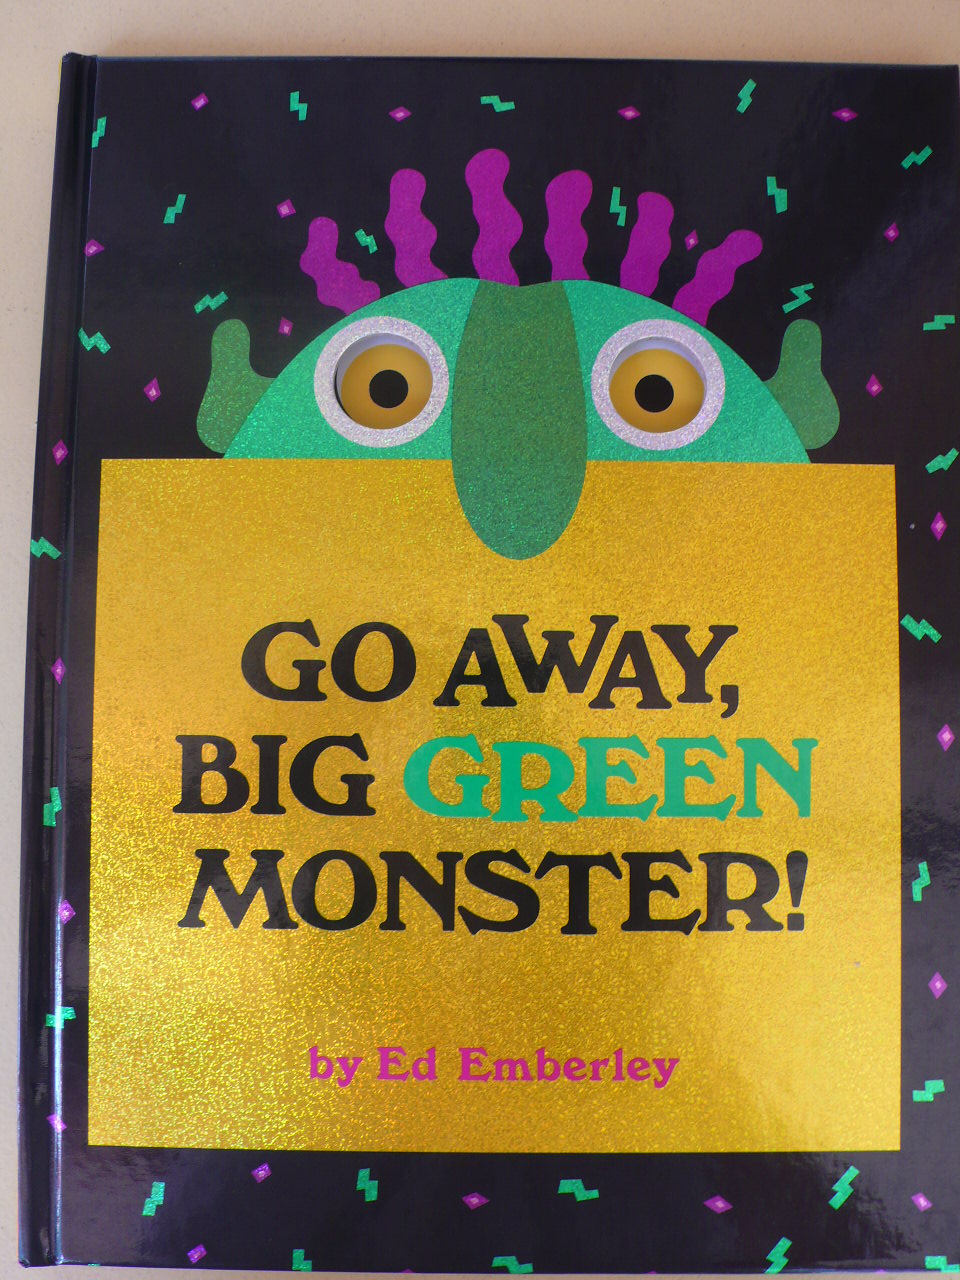 GO AWAY,
BIG GREEN
MONSTER!
by Ed Emberley